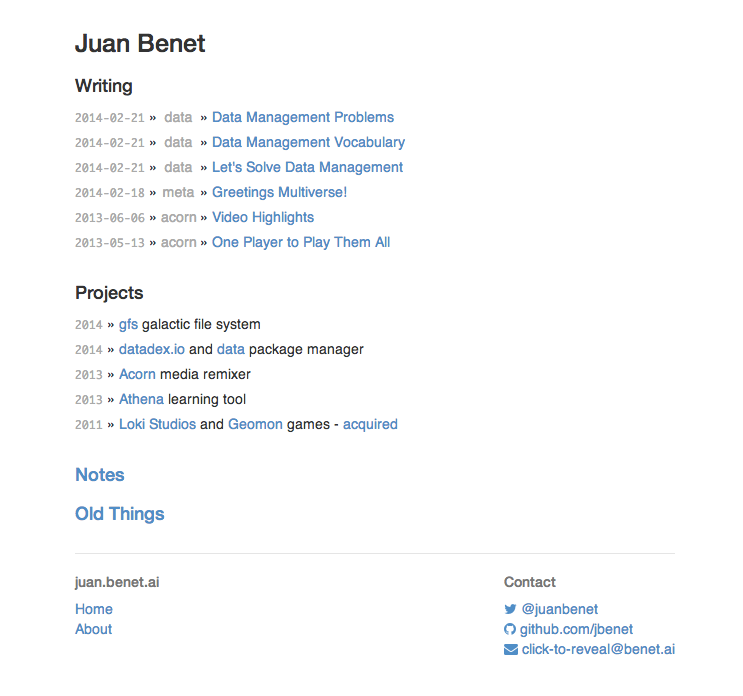 Juan Benet
Writing
2014-02-21 » data » Data Management Problems
2014-02-21 » data » Data Management Vocabulary
2014-02-21 » data » Let's Solve Data Management
2014-02-18 » meta » Greetings Multiverse!
2013-06-06 » acorn » Video Highlights
2013-05-13 » acorn » One Player to Play Them All
Projects
2014 » gfs galactic file system
2014 » datadex.io and data package manager
2013 » Acorn media remixer
2013 » Athena learning tool
2011 » Loki Studios and Geomon games - acquired
Notes
Old Things
juan.benet.ai
Home
About
Contact
@juanbenet
github.com/jbenet
click-to-reveal@benet.ai